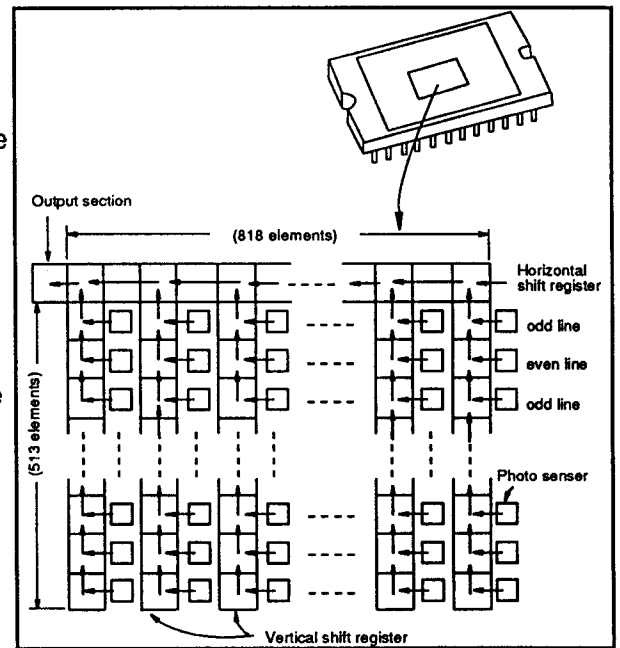 Output section
(818 elements)
Horizontal
shift register
odd line
even line
odd line
(513 elements)
Photo senser
Vertical shift register